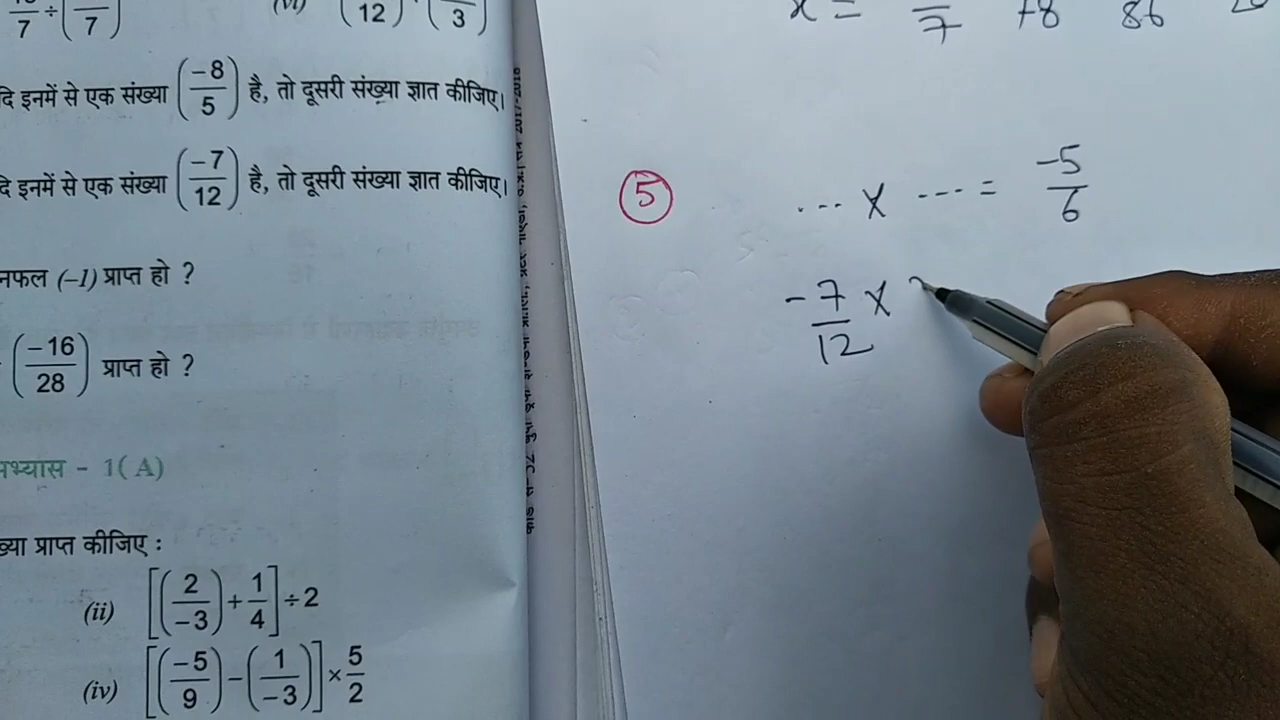 7 ÷ ( 7 ) (vi) ( 12 ) ( 3 )
इनमें से एक संख्या (-8/5) है, तो दूसरी संख्या ज्ञात कीजिए।
इनमें से एक संख्या (-7/12) है, तो दूसरी संख्या ज्ञात कीजिए।
(-1) प्राप्त हो ?
(-16/28) प्राप्त हो ?
- 1(A)
प्राप्त कीजिए :
(ii) [(2/-3) + 1/4] ÷ 2
(iv) [(-5/9) - (1/-3)] × 5/2
x = 7 +8 86
5 ... x ... = -5/6
-7/12 x